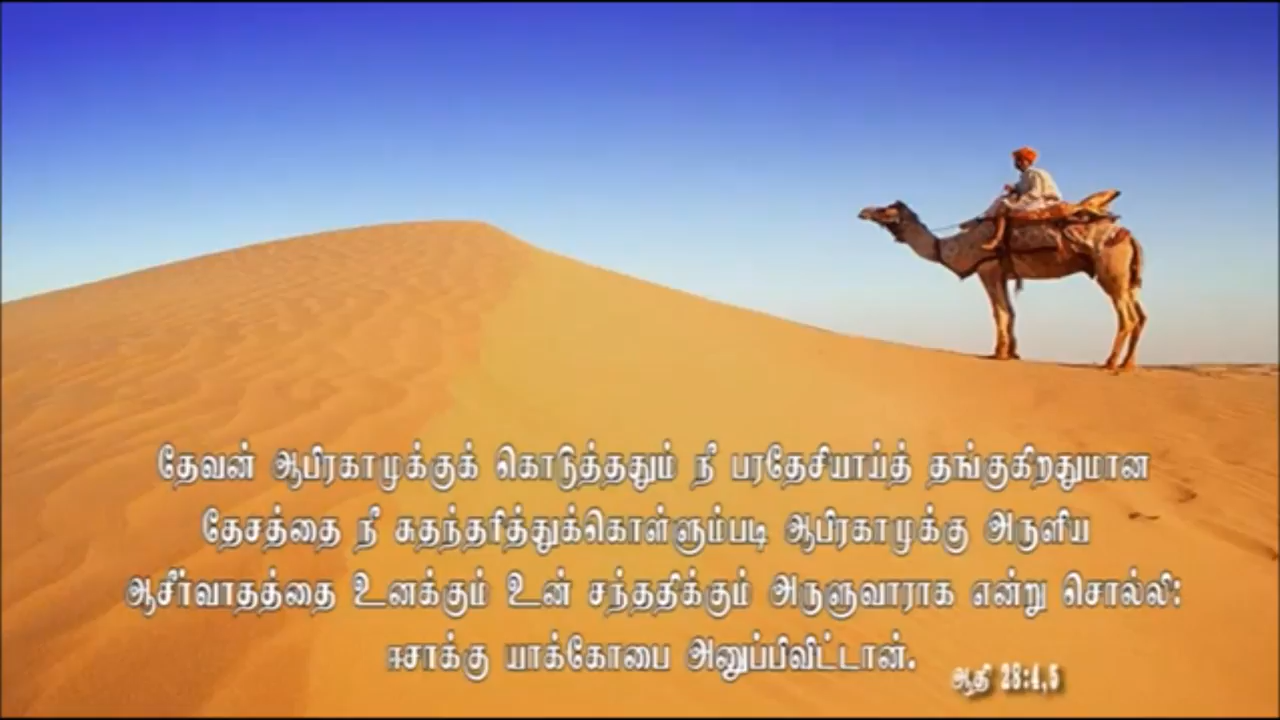 தேவன் ஆபிரகாமுக்குக் கொடுத்ததும் நீ பரதேசியாய்த் தங்குகிறதுமான
தேசத்தை நீ சுதந்தரித்துக்கொள்ளும்படி ஆபிரகாமுக்கு அருளிய
ஆசீர்வாதத்தை உனக்கும் உன் சந்ததிக்கும் அருளுவாராக என்று சொல்லி:
ஈசாக்கு யாக்கோபை அனுப்பிவிட்டான்.
ஆதி 28:4,5